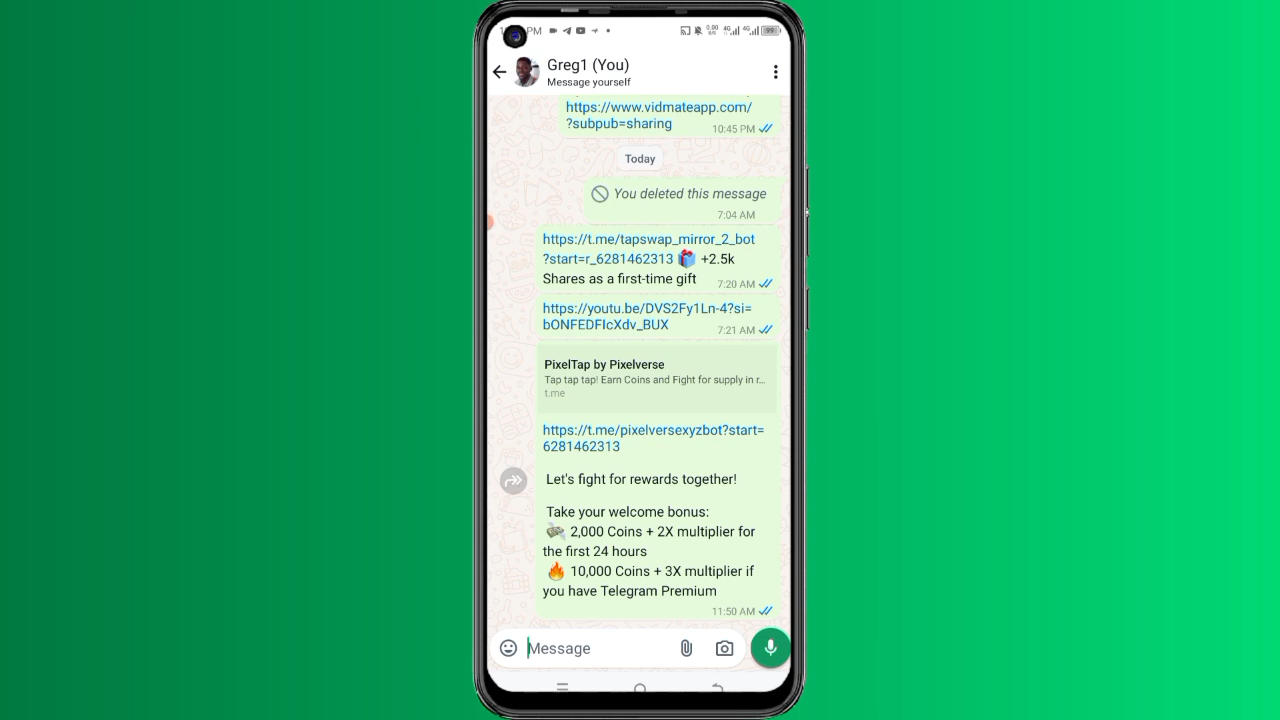 PM
0.00
4G
4G
99
Greg1 (You)
Message yourself
https://www.vidmateapp.com/
?subpub=sharing
10:45 PM
Today
You deleted this message
7:04 AM
https://t.me/tapswap_mirror_2_bot
?start=r_6281462313 🎁 +2.5k
Shares as a first-time gift
7:20 AM
https://youtu.be/DVS2Fy1Ln-4?si=
bONFEDFIcXdv_BUX
7:21 AM
PixelTap by Pixelverse
Tap tap tap! Earn Coins and Fight for supply in r...
t.me
https://t.me/pixelversexyzbot?start=
6281462313
Let's fight for rewards together!
Take your welcome bonus:
💸 2,000 Coins + 2X multiplier for
the first 24 hours
🔥 10,000 Coins + 3X multiplier if
you have Telegram Premium
11:50 AM
Message